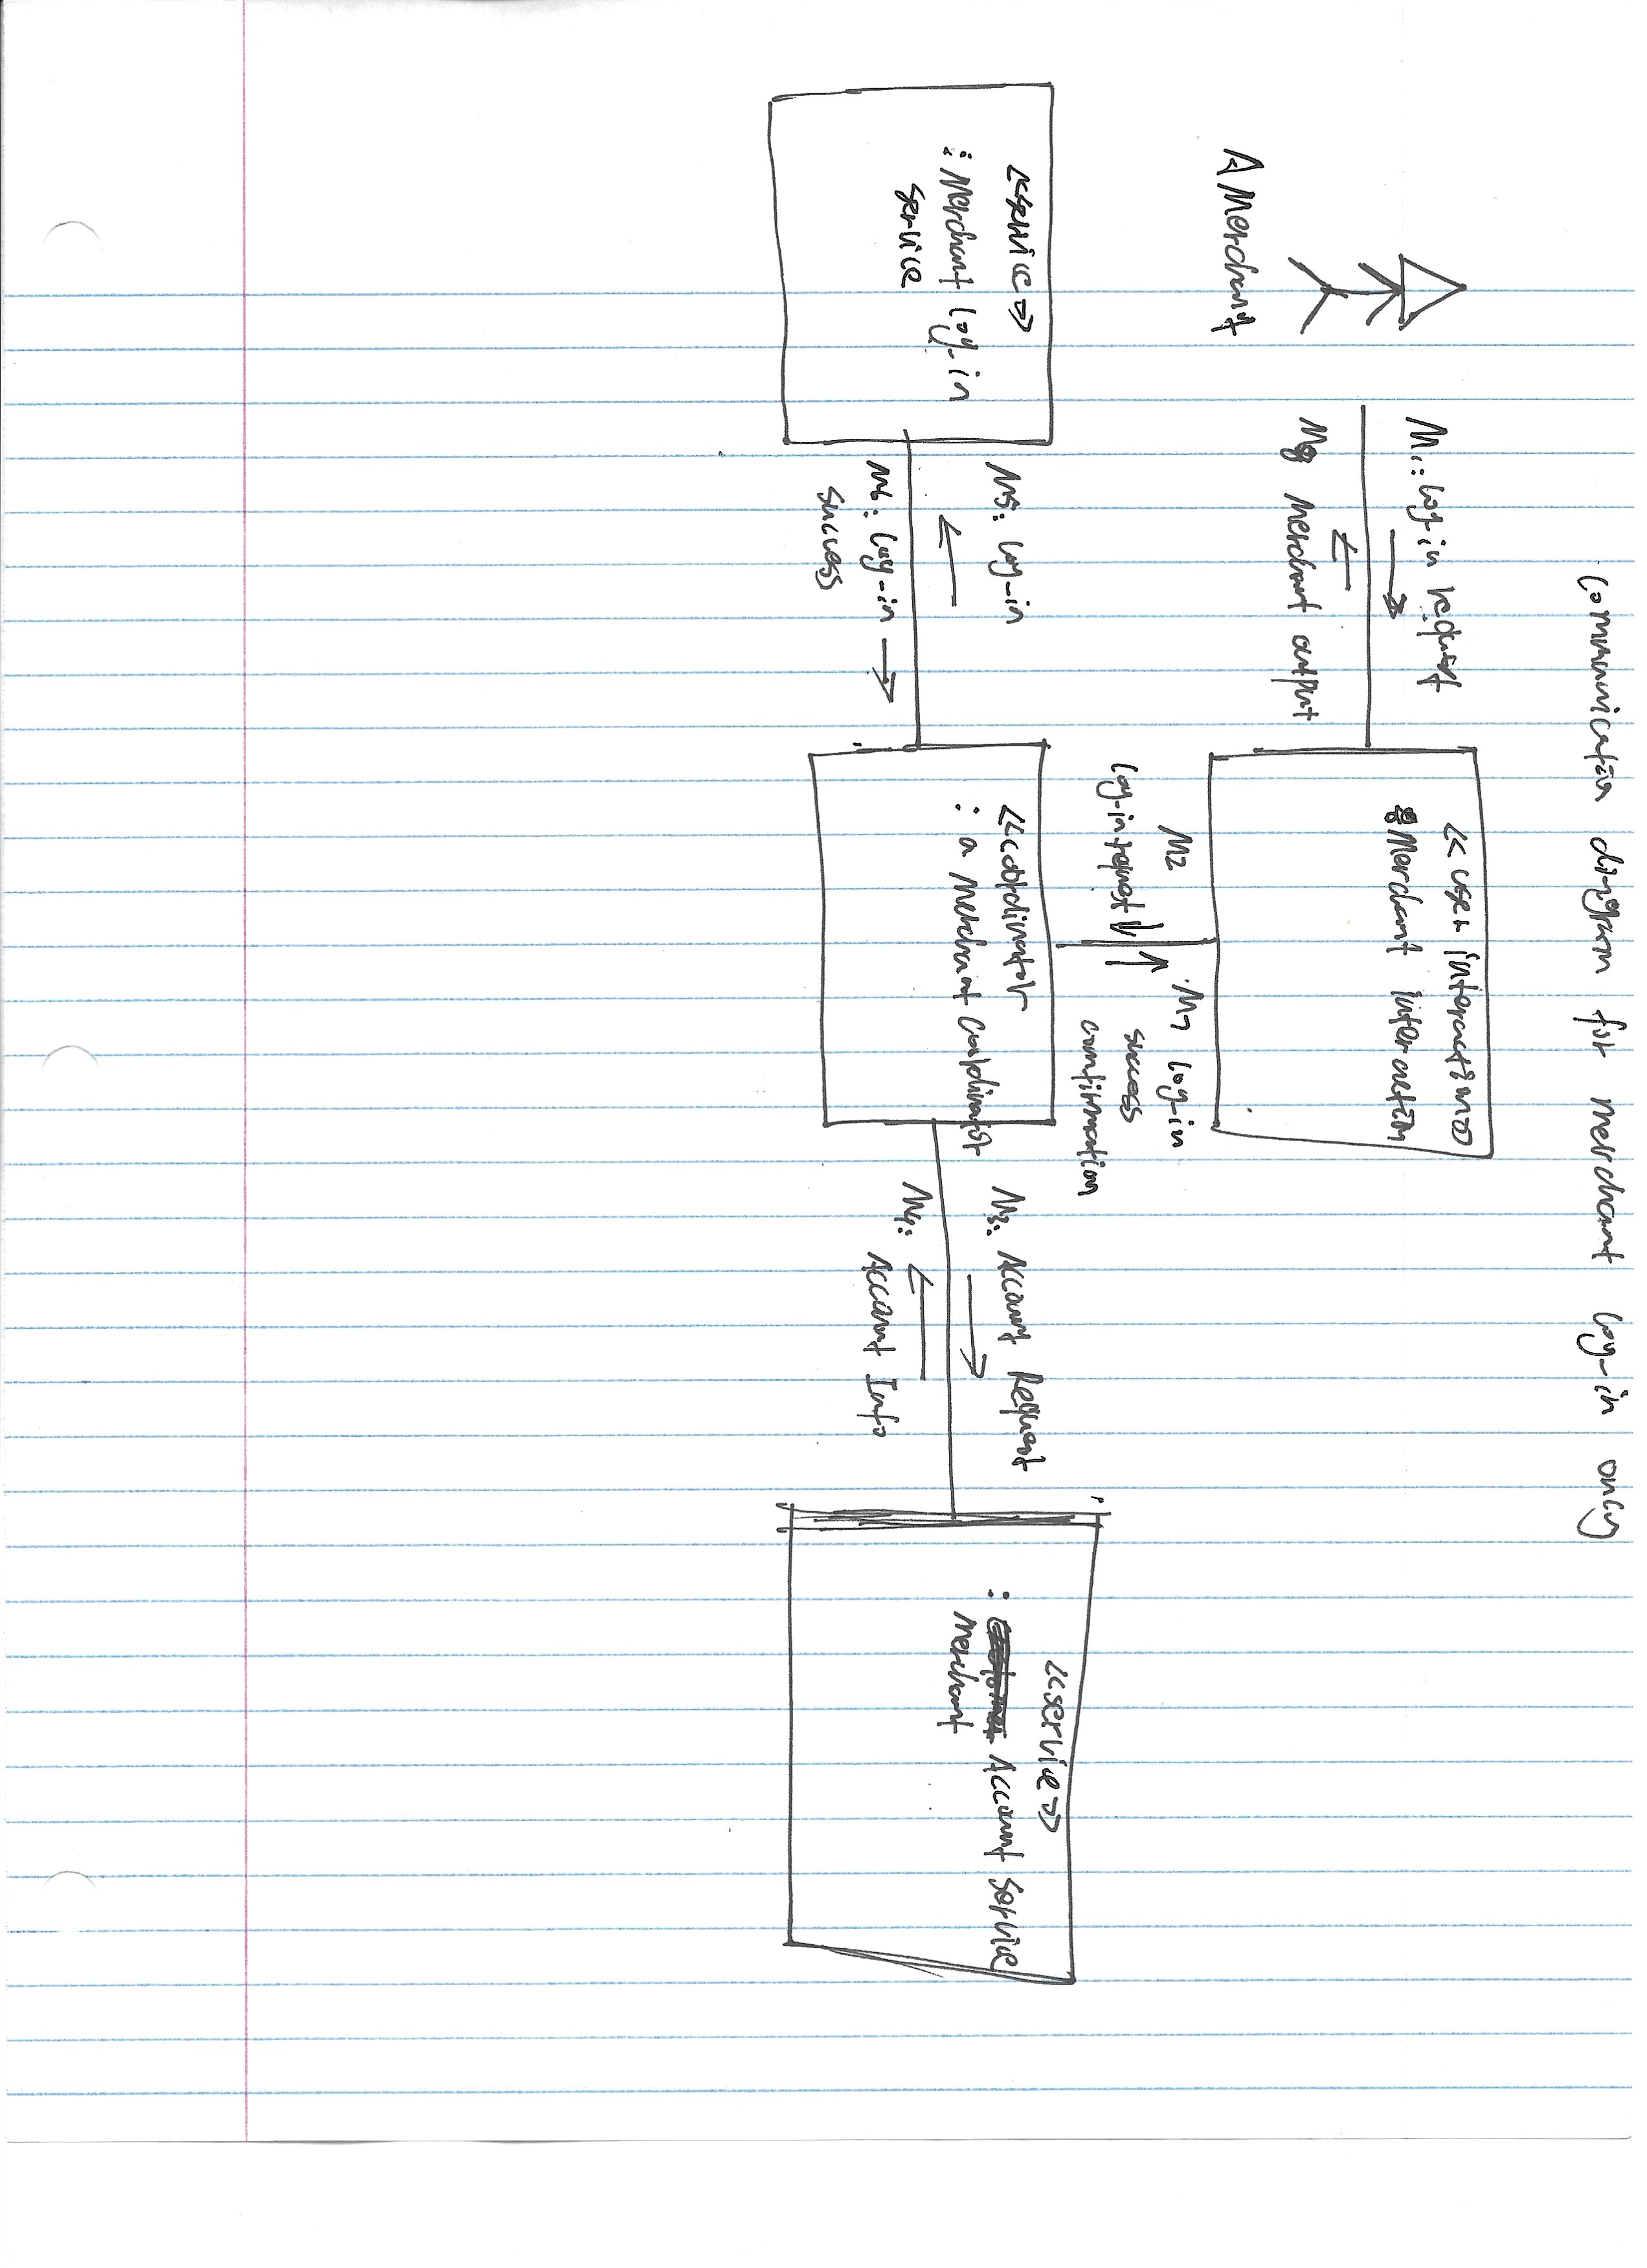 communication diagram for merchant log-in only
M1: log-in request
M8 Merchant output
A Merchant
<< user interaction>>
: Merchant interaction
M2
log-in request
M7 log-in
success
comfirmation
<<service>>
: Merchant log-in
service
M5: log-in
M6: log-in
success
<<coordinator
: a Merchant Coordinator
M3: Account Request
M4:
Account Info
<<service>>
: Account Service
Merchant